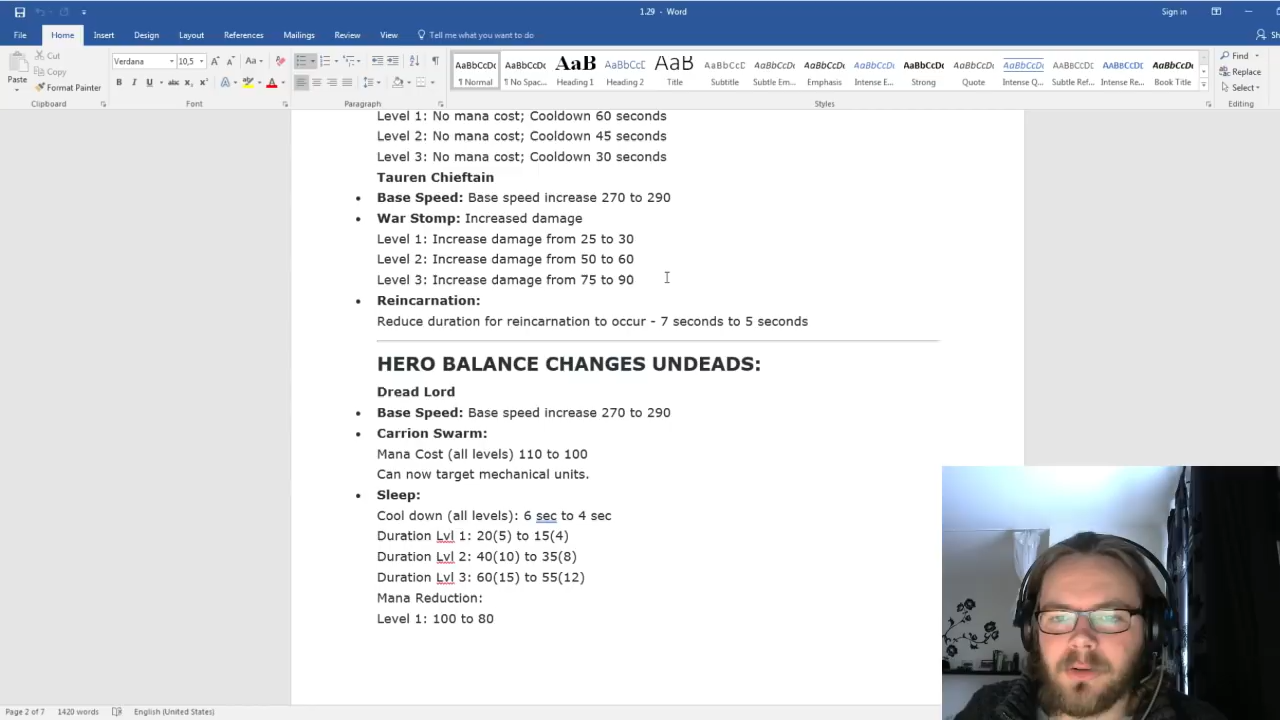 1.29 - Word
Sign in
File Home Insert Design Layout References Mailings Review View Tell me what you want to do
Cut
Copy
Format Painter
Paste
Clipboard
Verdana 10,5
Font
Paragraph
AaBbCcDc AaBbCcDc AaB AaBbCcD AaB AaBbCcD AaBbCcDc AaBbCcDc AaBbCcDc AaBbCcDc AaBbCcDc AaBbCcDc AaBbCcDc AaBbCcDc
¶ Normal ¶ No Spac... Heading 1 Heading 2 Title Subtitle Subtle Em... Emphasis Intense E... Strong Quote Intense Q... Subtle Ref... Intense Re... Book Title
Styles
Find
Replace
Select
Editing
Level 1: No mana cost; Cooldown 60 seconds
Level 2: No mana cost; Cooldown 45 seconds
Level 3: No mana cost; Cooldown 30 seconds
Tauren Chieftain
• Base Speed: Base speed increase 270 to 290
• War Stomp: Increased damage
Level 1: Increase damage from 25 to 30
Level 2: Increase damage from 50 to 60
Level 3: Increase damage from 75 to 90
• Reincarnation:
Reduce duration for reincarnation to occur - 7 seconds to 5 seconds
HERO BALANCE CHANGES UNDEADS:
Dread Lord
• Base Speed: Base speed increase 270 to 290
• Carrion Swarm:
Mana Cost (all levels) 110 to 100
Can now target mechanical units.
• Sleep:
Cool down (all levels): 6 sec to 4 sec
Duration Lvl 1: 20(5) to 15(4)
Duration Lvl 2: 40(10) to 35(8)
Duration Lvl 3: 60(15) to 55(12)
Mana Reduction:
Level 1: 100 to 80
Page 2 of 7 1420 words English (United States)